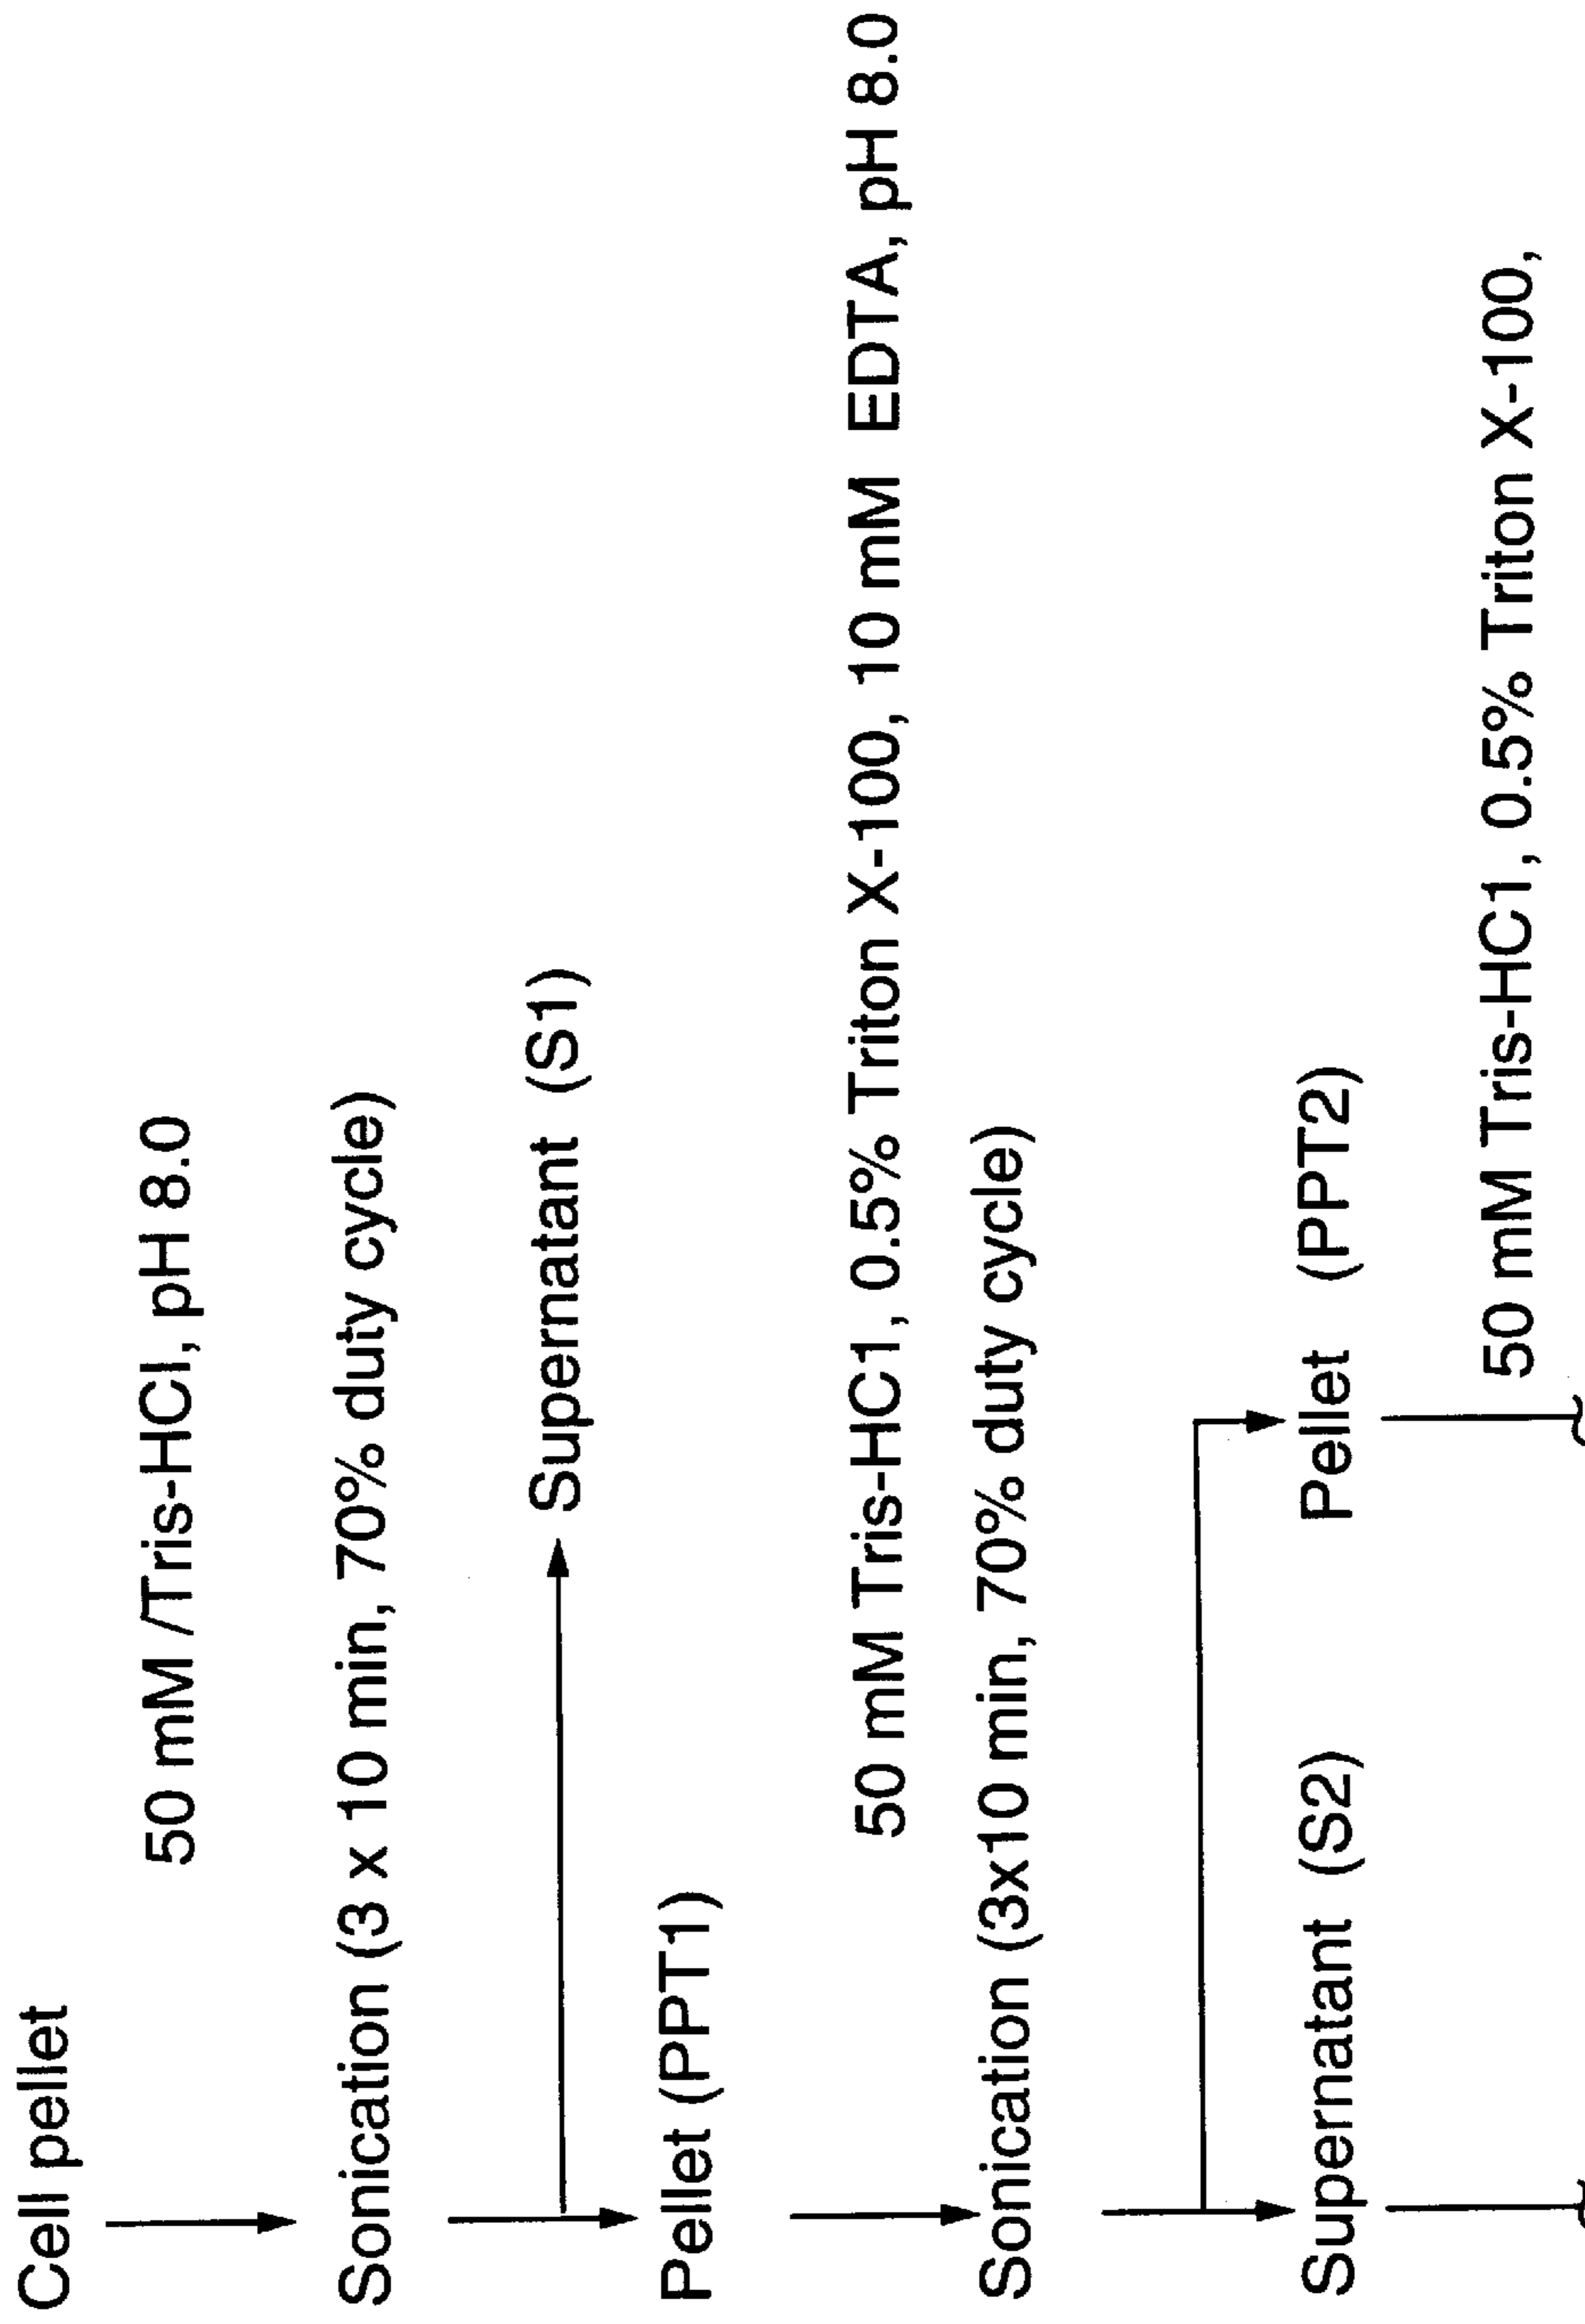 Cell pellet
50 mM /Tris-HCl, pH 8.0
Sonication (3 x 10 min, 70% duty cycle)
Supernatant (S1)
Pellet (PPT1)
50 mM Tris-HC1, 0.5% Triton X-100, 10 mM EDTA, pH 8.0
Sonication (3x10 min, 70% duty cycle)
Supernatant (S2) Pellet (PPT2)
50 mM Tris-HC1, 0.5% Triton X-100,